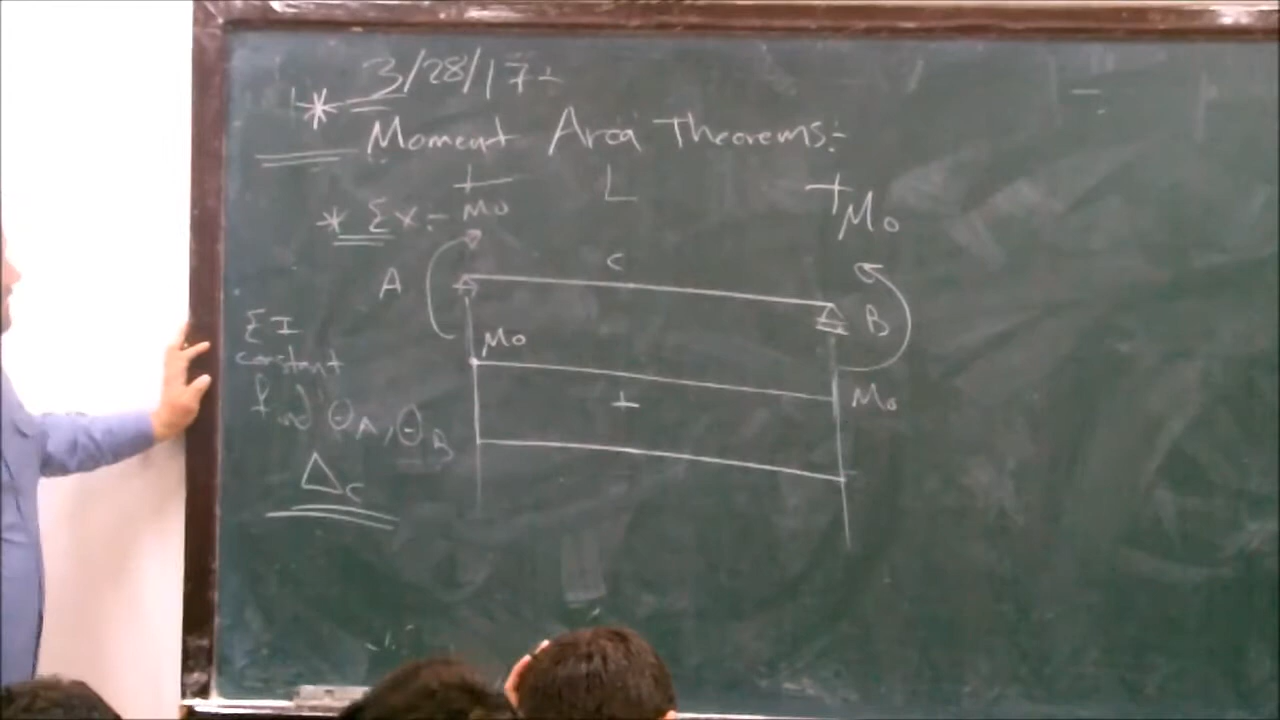 * 3/28/17:-
Moment Area Theorems:-
* Ex:-
Mo
L
Mo
A
C
B
EI
constant
Mo
Mo
+
find θA, θB
Δc